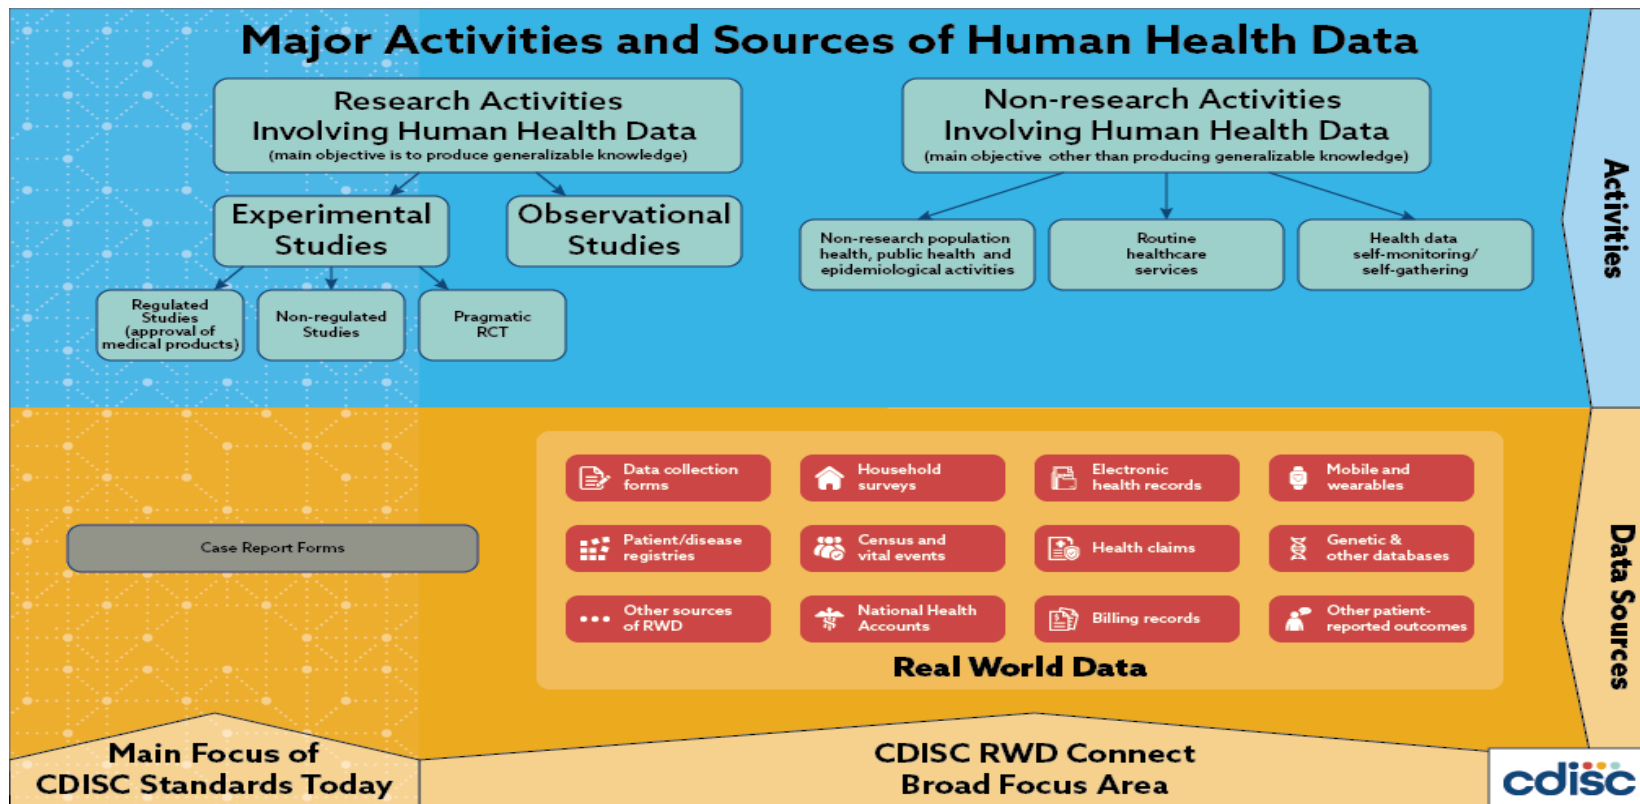 Major Activities and Sources of Human Health Data
Research Activities
Involving Human Health Data
(main objective is to produce generalizable knowledge)
Non-research Activities
Involving Human Health Data
(main objective other than producing generalizable knowledge)
Experimental
Studies
Observational
Studies
Non-research population
health, public health and
epidemiological activities
Routine
healthcare
services
Health data
self-monitoring/
self-gathering
Regulated
Studies
(approval of
medical products)
Non-regulated
Studies
Pragmatic
RCT
Activities
Data collection
forms
Household
surveys
Electronic
health records
Mobile and
wearables
Case Report Forms
Patient/disease
registries
Census and
vital events
Health claims
Genetic &
other databases
Other sources
of RWD
National Health
Accounts
Billing records
Other patient-
reported outcomes
Real World Data
Data Sources
Main Focus of
CDISC Standards Today
CDISC RWD Connect
Broad Focus Area
cdisc